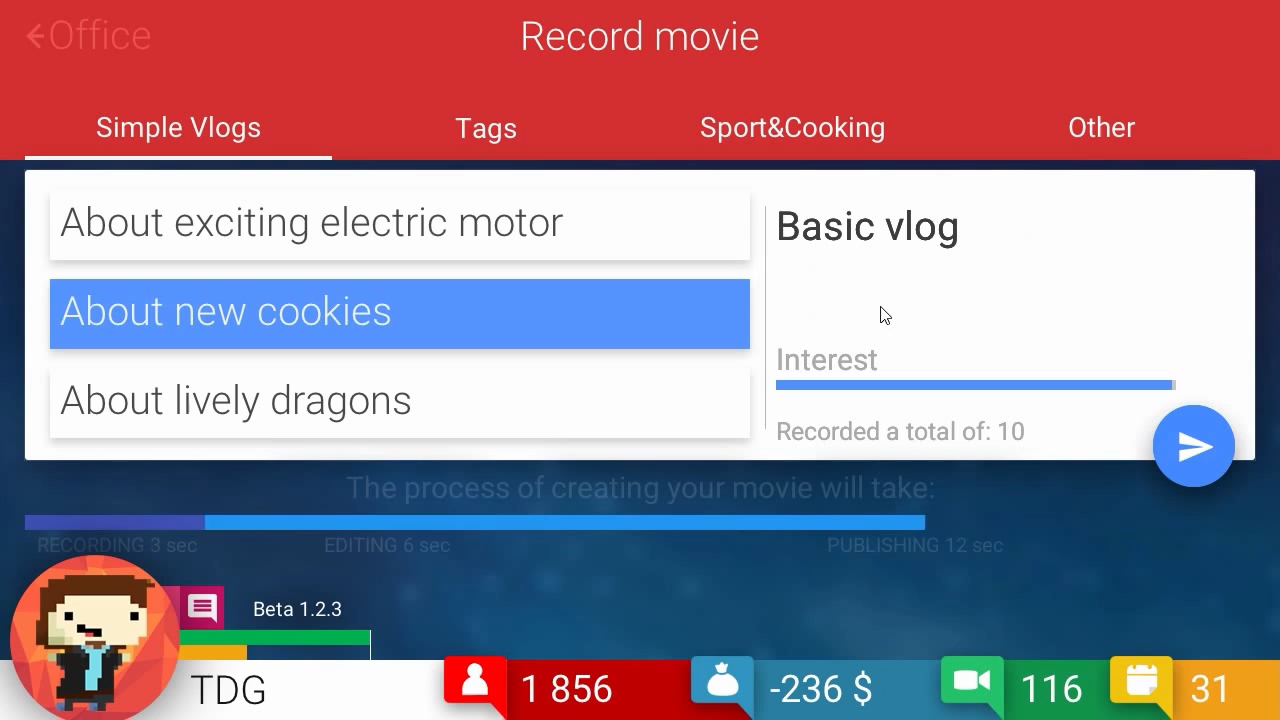 Office
Record movie
Simple Vlogs
Tags
Sport&Cooking
Other
About exciting electric motor
About new cookies
About lively dragons
Basic vlog
Interest
Recorded a total of: 10
The process of creating your movie will take:
RECORDING 3 sec
EDITING 6 sec
PUBLISHING 12 sec
Beta 1.2.3
TDG
1 856
-236 $
116
31